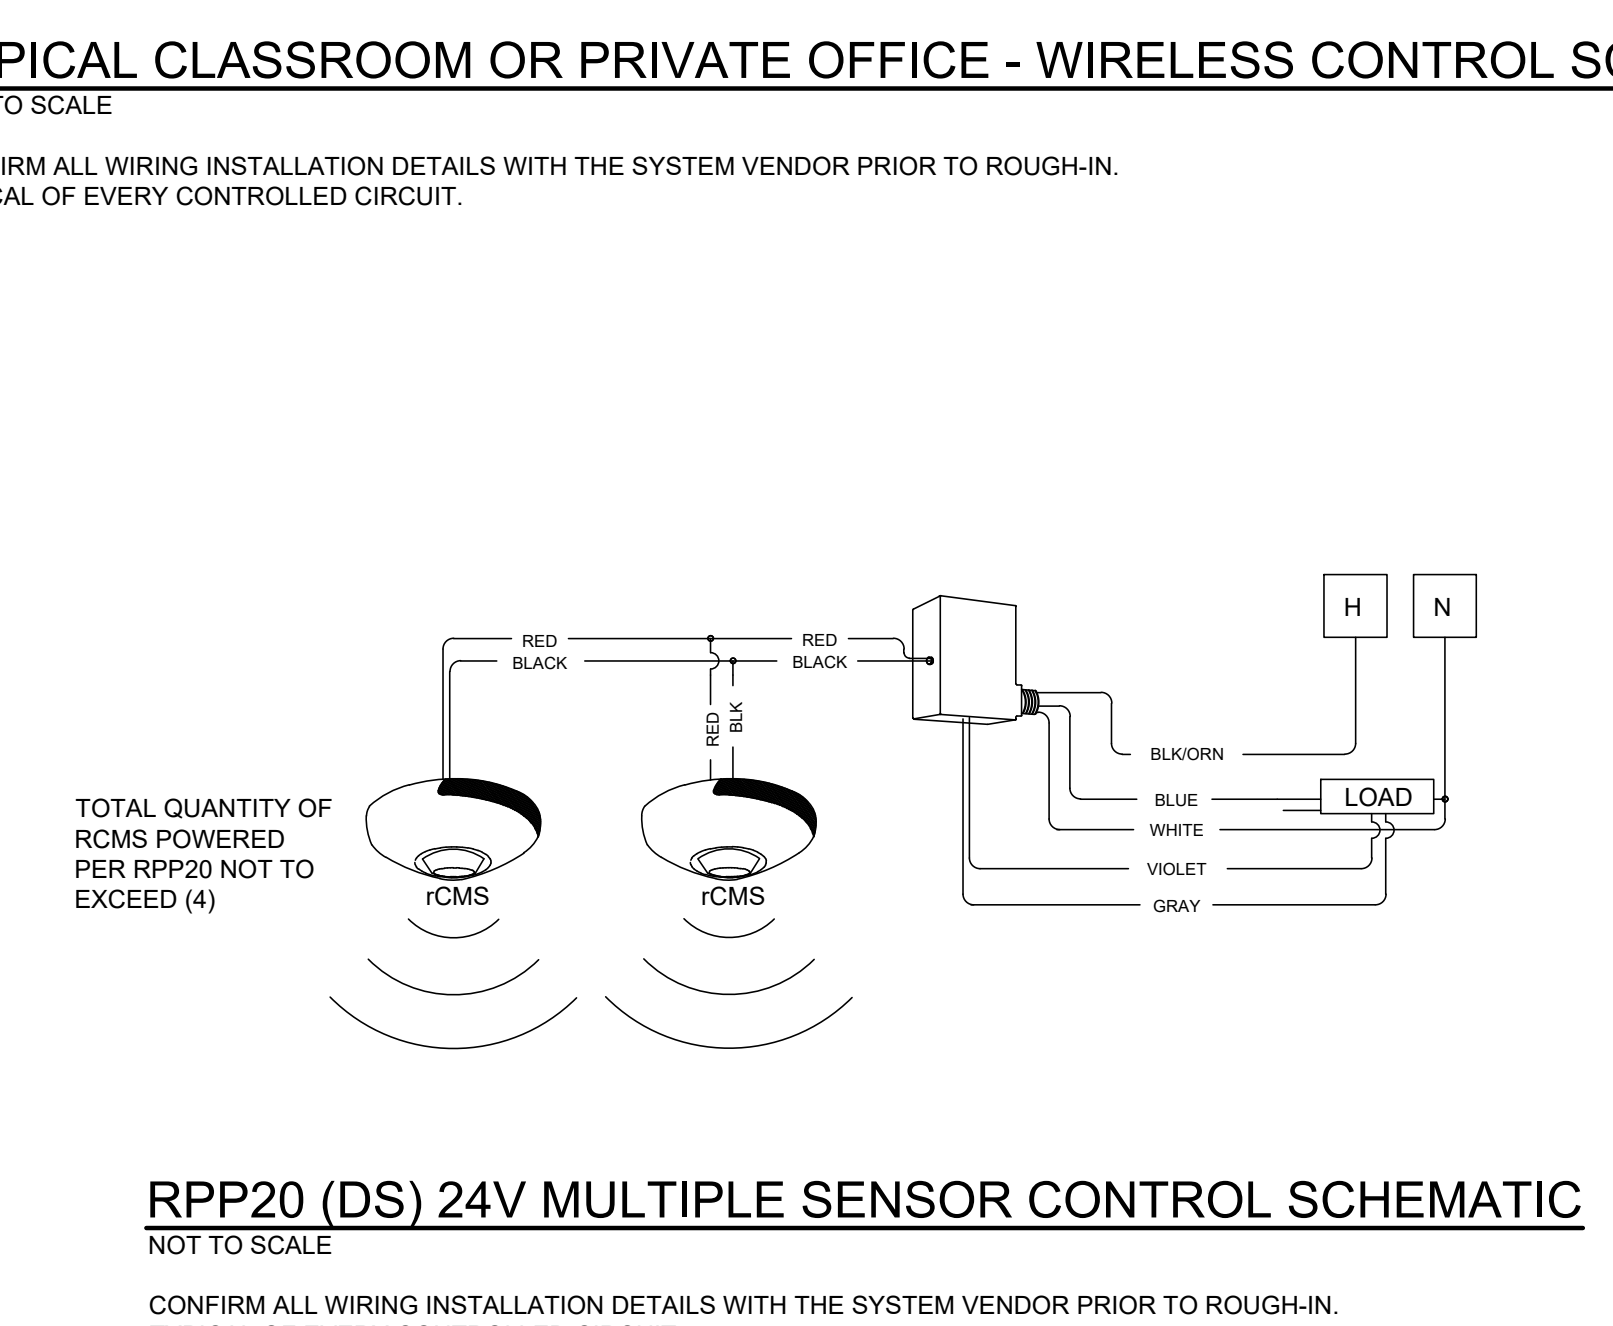 PICAL CLASSROOM OR PRIVATE OFFICE - WIRELESS CONTROL SC
TO SCALE
IRM ALL WIRING INSTALLATION DETAILS WITH THE SYSTEM VENDOR PRIOR TO ROUGH-IN.
CAL OF EVERY CONTROLLED CIRCUIT.
H
N
RED
RED
BLACK
BLACK
RED
BLK
BLK/ORN
BLUE
LOAD
WHITE
VIOLET
GRAY
TOTAL QUANTITY OF
RCMS POWERED
PER RPP20 NOT TO
EXCEED (4)
rCMS
rCMS
RPP20 (DS) 24V MULTIPLE SENSOR CONTROL SCHEMATIC
NOT TO SCALE
CONFIRM ALL WIRING INSTALLATION DETAILS WITH THE SYSTEM VENDOR PRIOR TO ROUGH-IN.